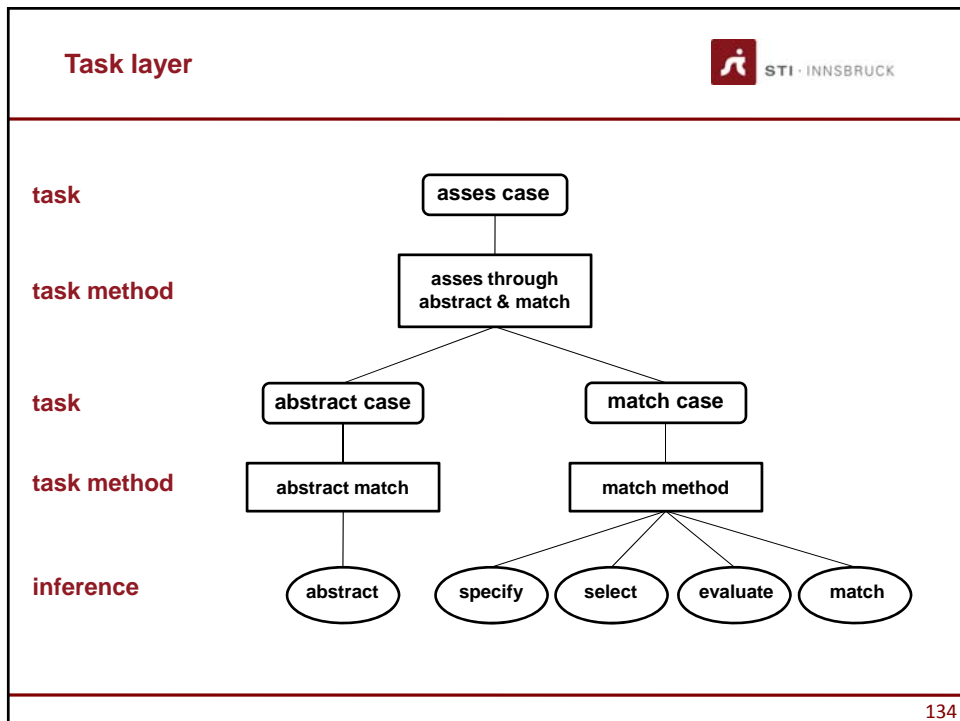 Task layer
STI · INNSBRUCK
task
asses case
task method
asses through
abstract & match
task
abstract case
match case
task method
abstract match
match method
inference
abstract
specify
select
evaluate
match
134